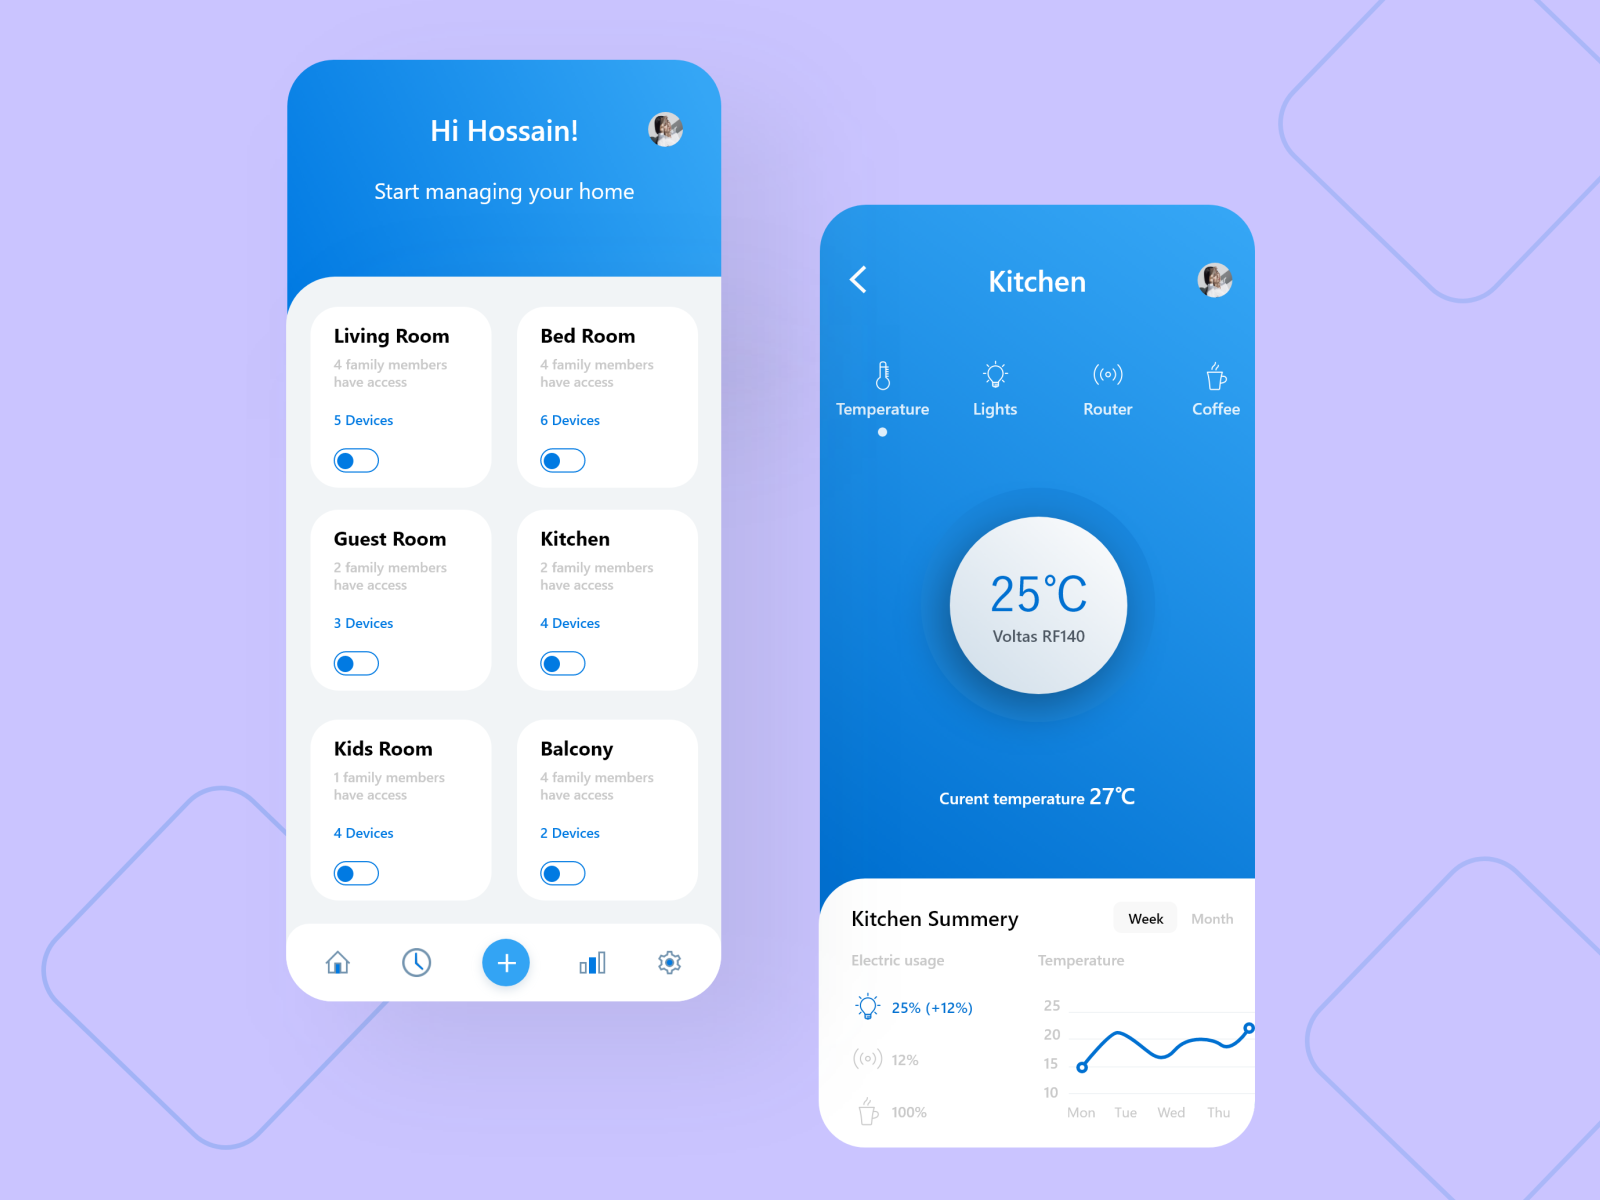 Hi Hossain!
Start managing your home
Living Room
4 family members
have access
5 Devices
Bed Room
4 family members
have access
6 Devices
Guest Room
2 family members
have access
3 Devices
Kitchen
2 family members
have access
4 Devices
Kids Room
1 family members
have access
4 Devices
Balcony
4 family members
have access
2 Devices
Kitchen
Temperature Lights Router Coffee
25°C
Voltas RF140
Curent temperature 27°C
Kitchen Summery
Week Month
Electric usage
25% (+12%)
12%
100%
Temperature
25
20
15
10
Mon Tue Wed Thu